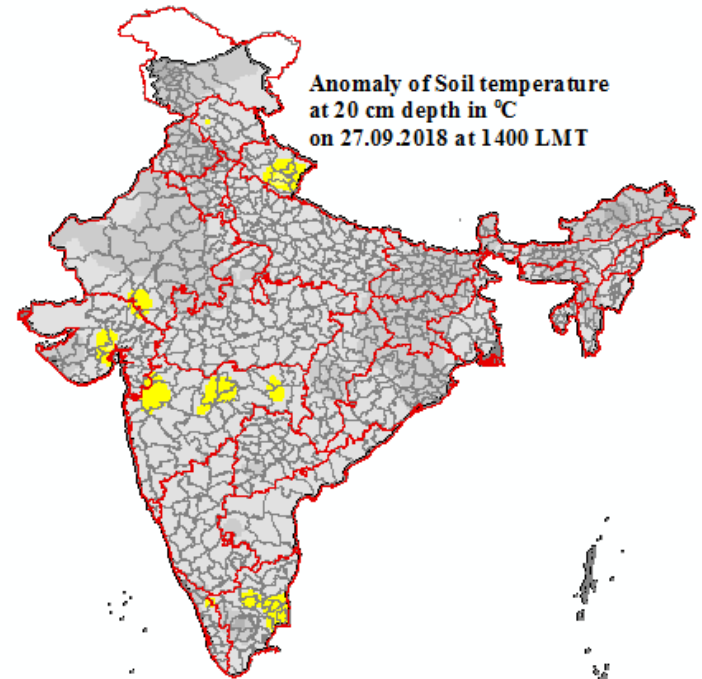 Anomaly of Soil temperature
at 20 cm depth in ⁰C
on 27.09.2018 at 1400 LMT